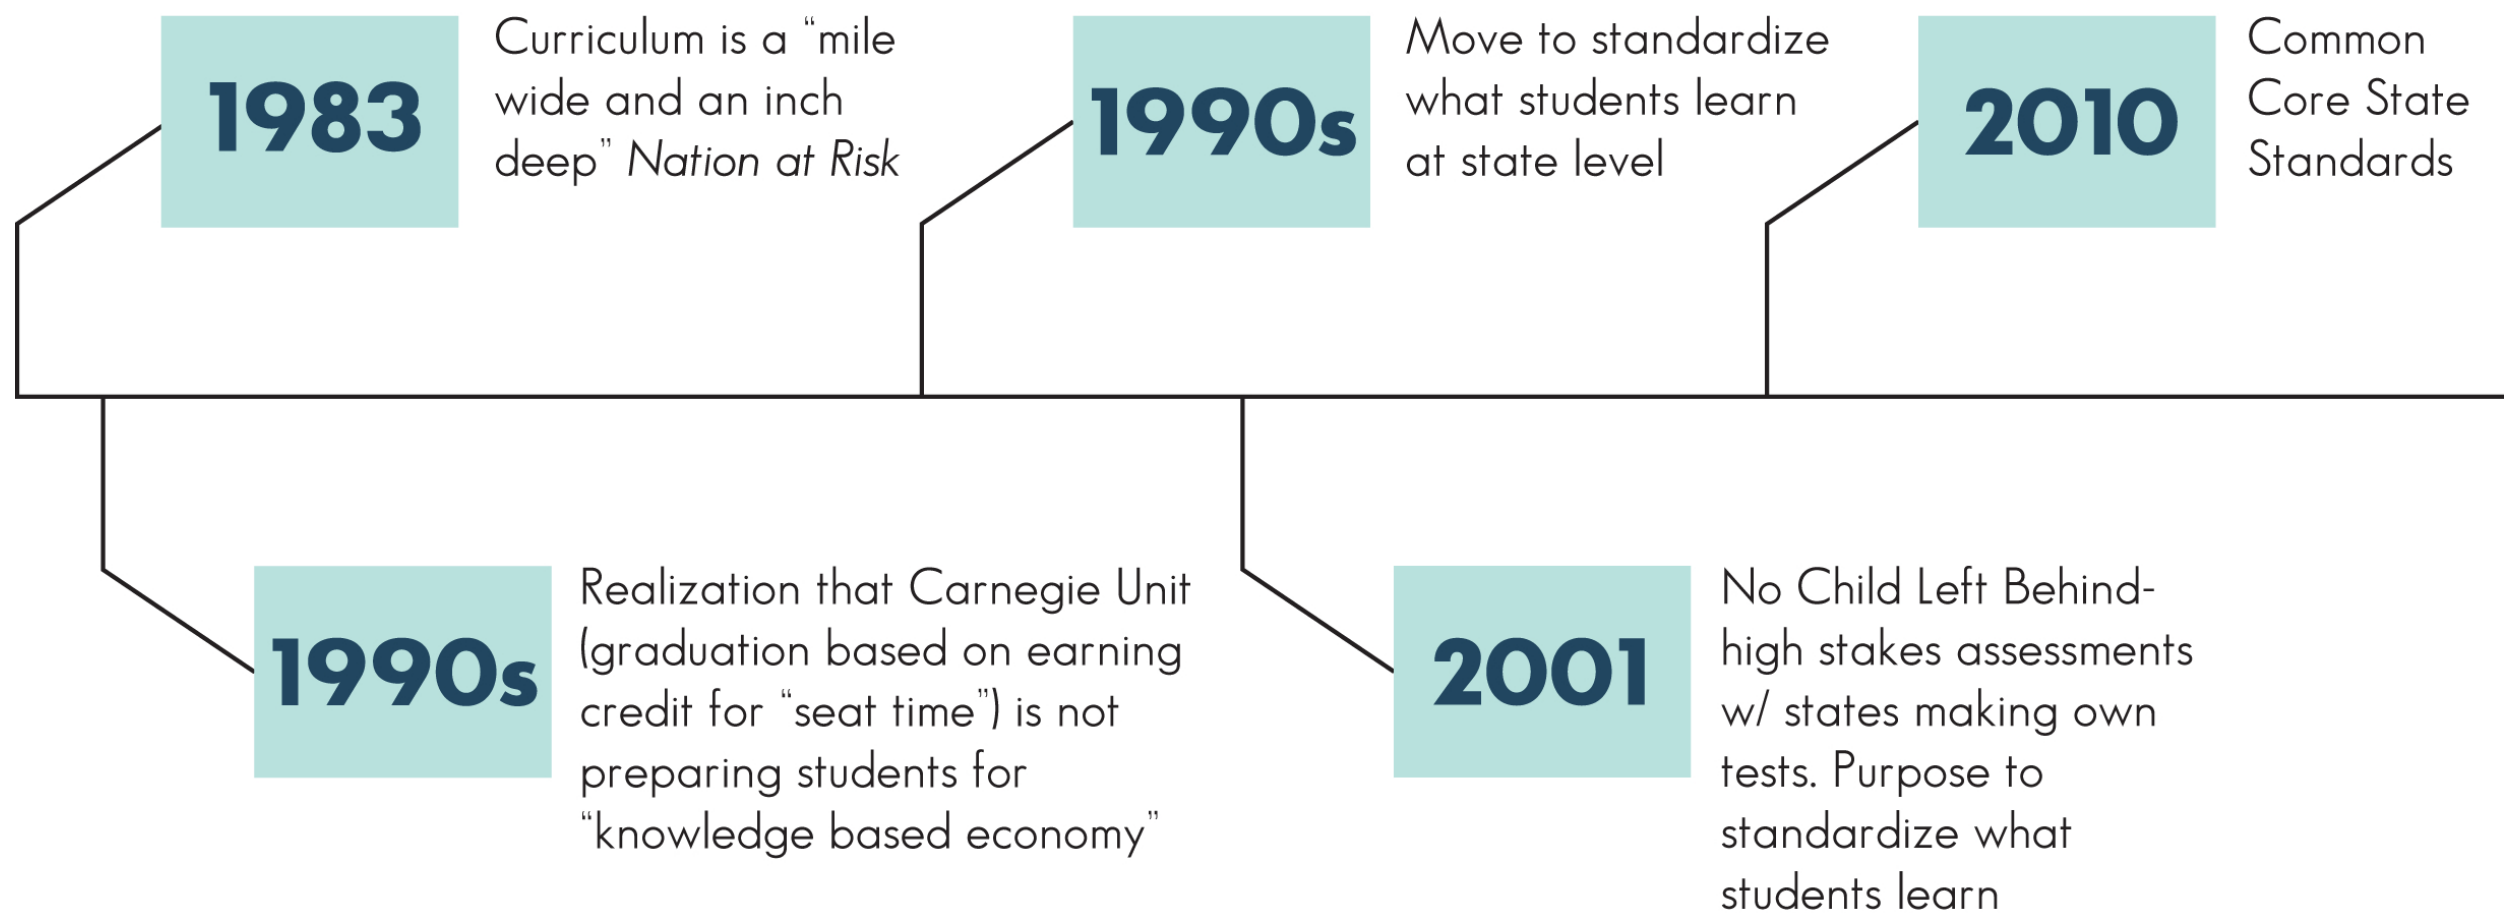 1983
Curriculum is a “mile
wide and an inch
deep” Nation at Risk
1990s
Realization that Carnegie Unit
(graduation based on earning
credit for “seat time”) is not
preparing students for
“knowledge based economy”
1990s
Move to standardize
what students learn
at state level
2001
No Child Left Behind-
high stakes assessments
w/ states making own
tests. Purpose to
standardize what
students learn
2010
Common
Core State
Standards